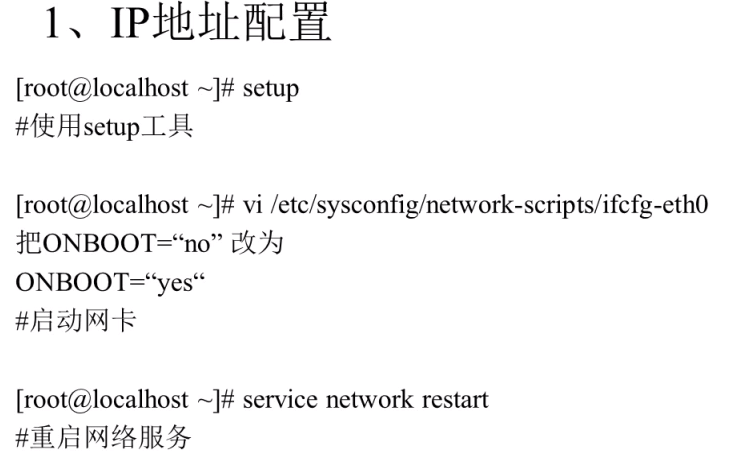 1、IP地址配置
[root@localhost ~]# setup
#使用setup工具
[root@localhost ~]# vi /etc/sysconfig/network-scripts/ifcfg-eth0
把ONBOOT=“no” 改为
ONBOOT=“yes“
#启动网卡
[root@localhost ~]# service network restart
#重启网络服务